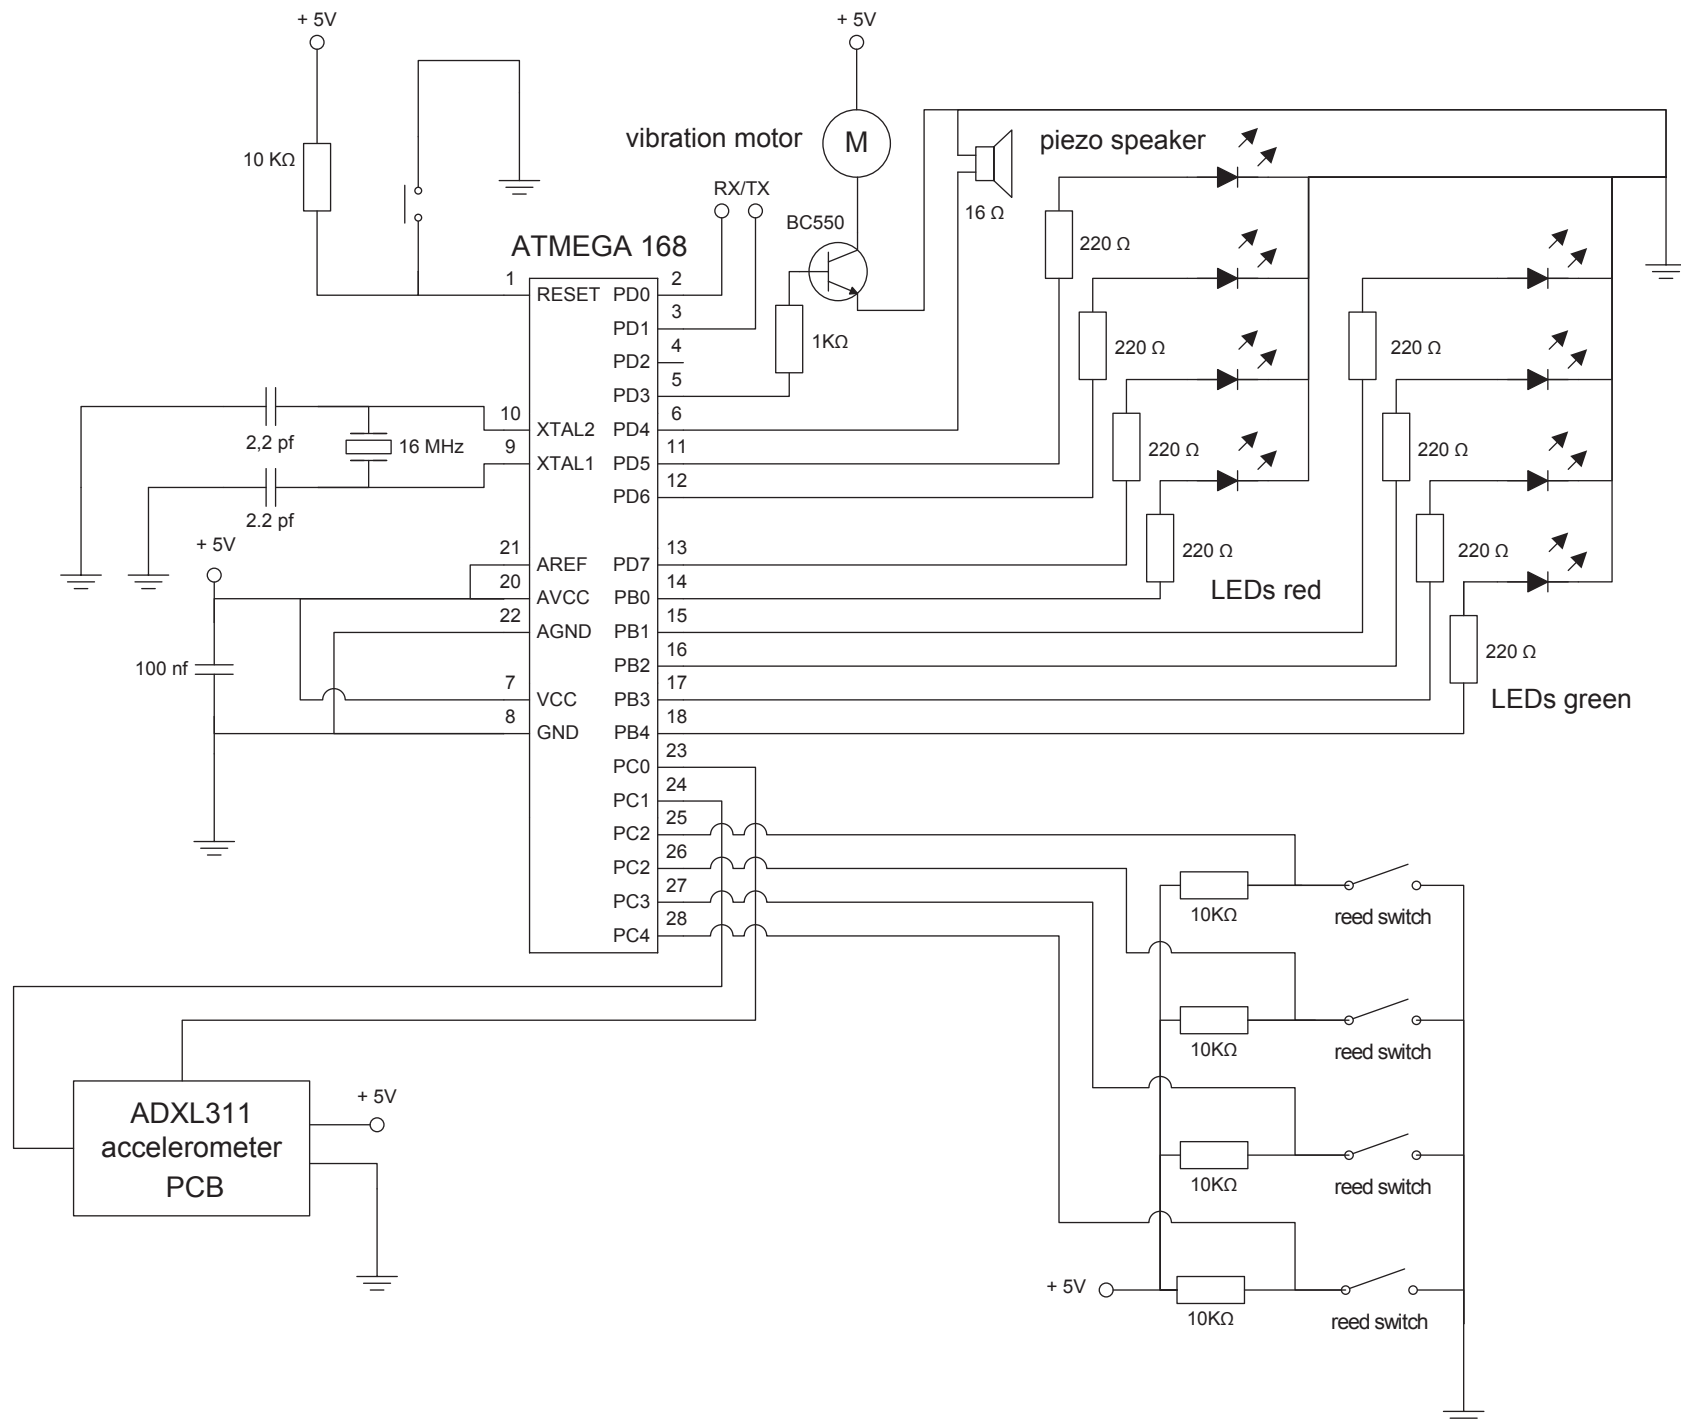 + 5V
+ 5V
10 KΩ
vibration motor
M
piezo speaker
RX/TX
16 Ω
BC550
220 Ω
ATMEGA 168
1
RESET
PD0
2
PD1
3
PD2
4
PD3
5
1KΩ
220 Ω
220 Ω
2,2 pf
16 MHz
10
XTAL2
PD4
6
9
XTAL1
PD5
11
PD6
12
220 Ω
220 Ω
2.2 pf
+ 5V
21
AREF
PD7
13
20
AVCC
PB0
14
22
AGND
PB1
15
PB2
16
220 Ω
220 Ω
LEDs red
220 Ω
LEDs green
100 nf
7
VCC
PB3
17
8
GND
PB4
18
PC0
23
PC1
24
PC2
25
PC2
26
PC3
27
PC4
28
10KΩ
reed switch
10KΩ
reed switch
ADXL311
accelerometer
PCB
+ 5V
10KΩ
reed switch
+ 5V
10KΩ
reed switch